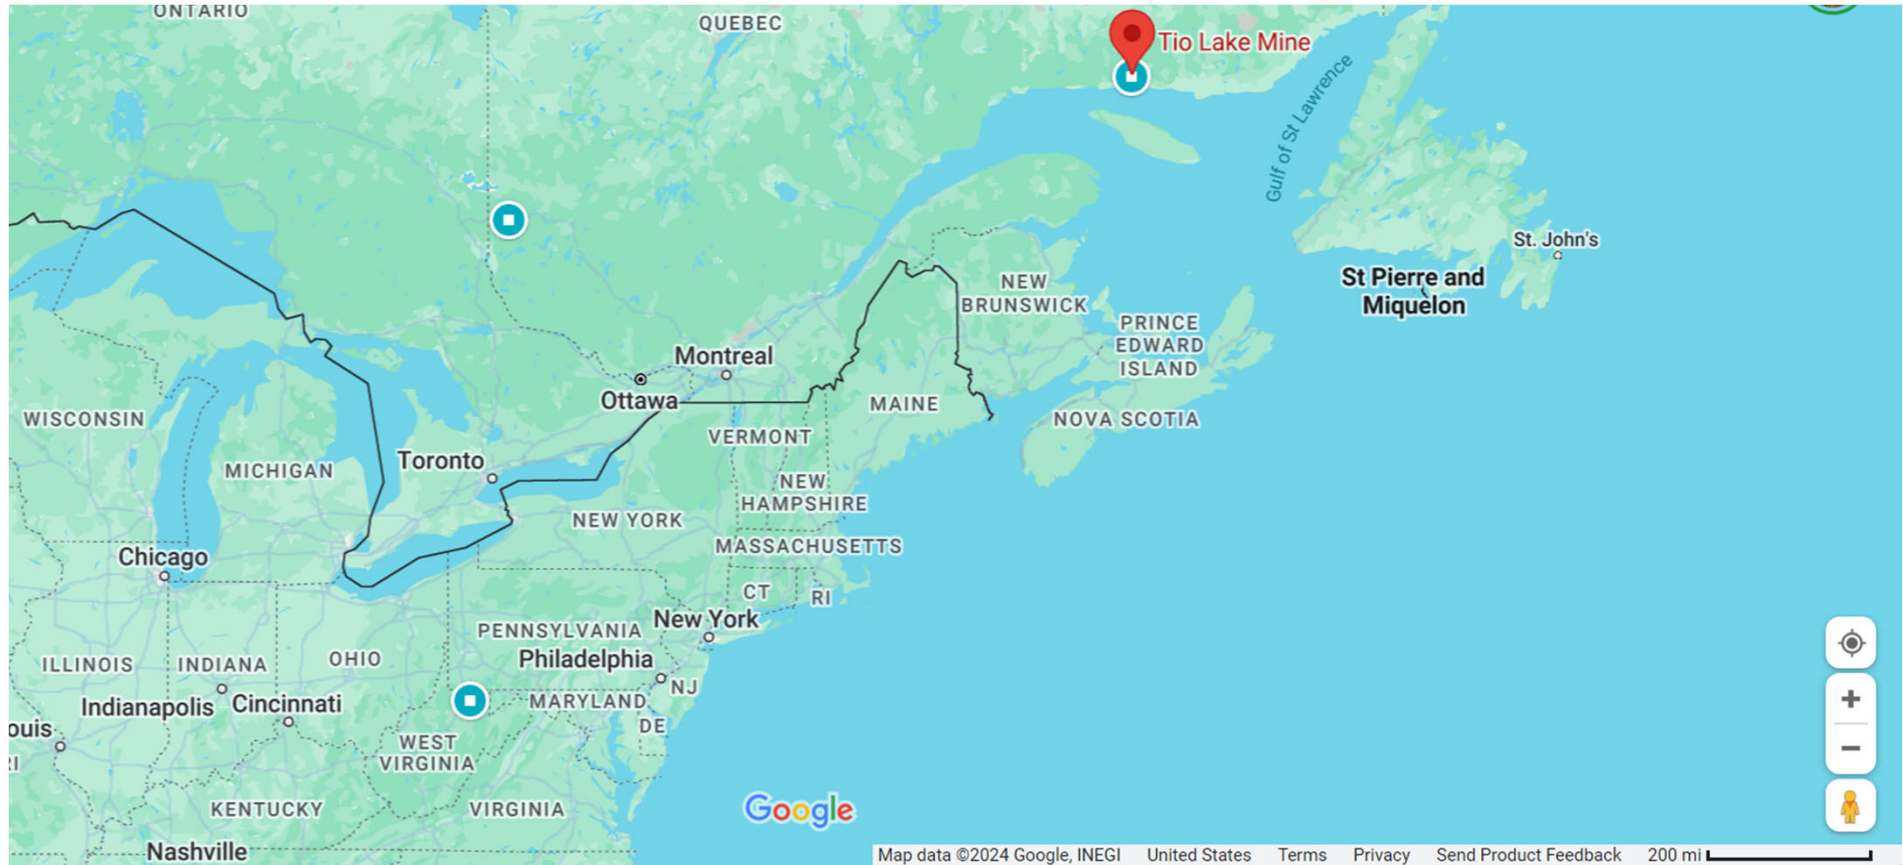 ONTARIO
QUEBEC
Tio Lake Mine
Gulf of St Lawrence
St. John's
St Pierre and
Miquelon
NEW
BRUNSWICK
PRINCE
EDWARD
ISLAND
Montreal
Ottawa
MAINE
NOVA SCOTIA
WISCONSIN
VERMONT
Toronto
MICHIGAN
NEW
HAMPSHIRE
NEW YORK
MASSACHUSETTS
Chicago
CT
RI
New York
PENNSYLVANIA
Philadelphia
ILLINOIS
INDIANA
OHIO
NJ
Indianapolis
Cincinnati
MARYLAND
DE
ouis
WEST
VIRGINIA
KENTUCKY
VIRGINIA
Google
Nashville
Map data ©2024 Google, INEGI United States Terms Privacy Send Product Feedback 200 mi